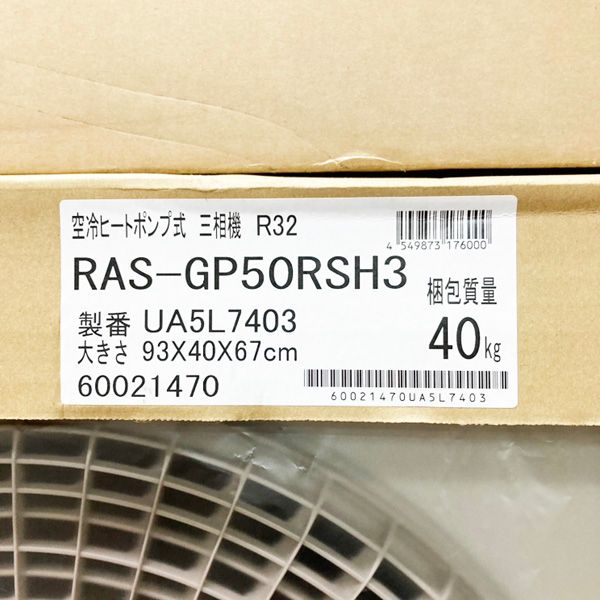 空冷ヒートポンプ式 三相機 R32
4 549873 176000
RAS-GP50RSH3
梱包質量
40kg
製番 UA5L7403
大きさ 93X40X67cm
60021470
60021470UA5L7403